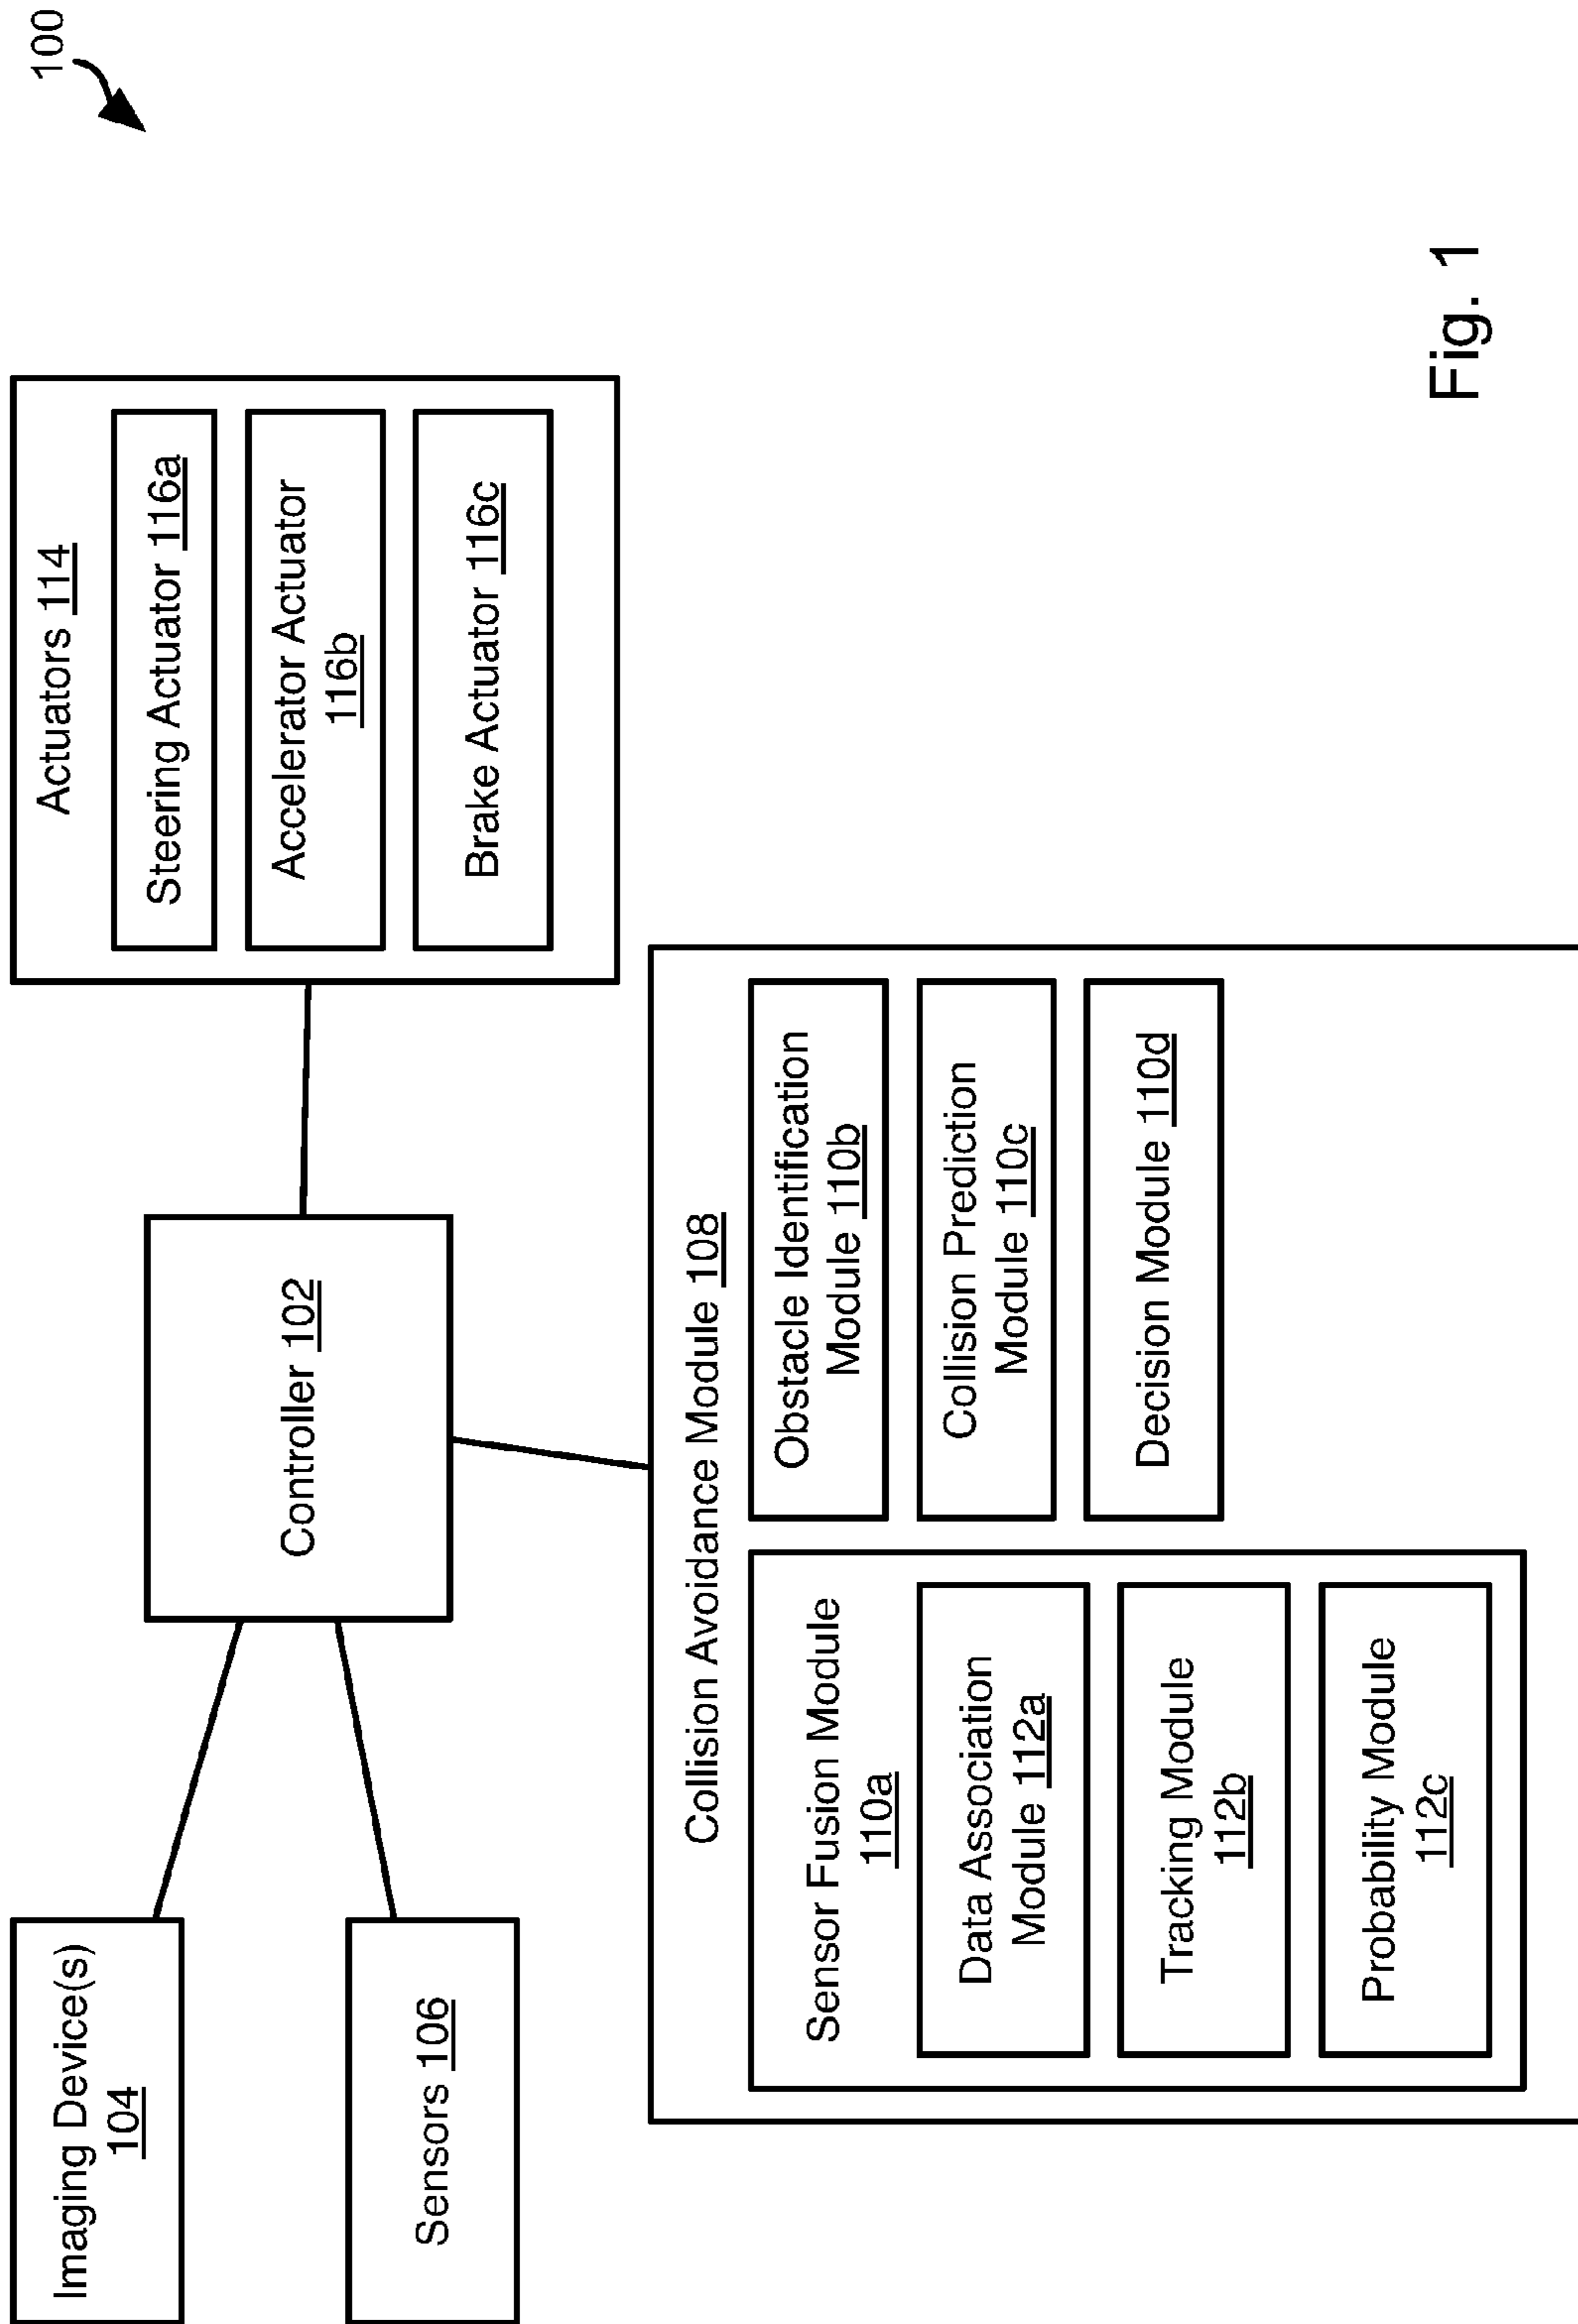 100
Imaging Device(s)
104
Sensors 106
Controller 102
Actuators 114
Steering Actuator 116a
Accelerator Actuator
116b
Brake Actuator 116c
Collision Avoidance Module 108
Sensor Fusion Module
110a
Data Association
Module 112a
Tracking Module
112b
Probability Module
112c
Obstacle Identification
Module 110b
Collision Prediction
Module 110c
Decision Module 110d
Fig. 1